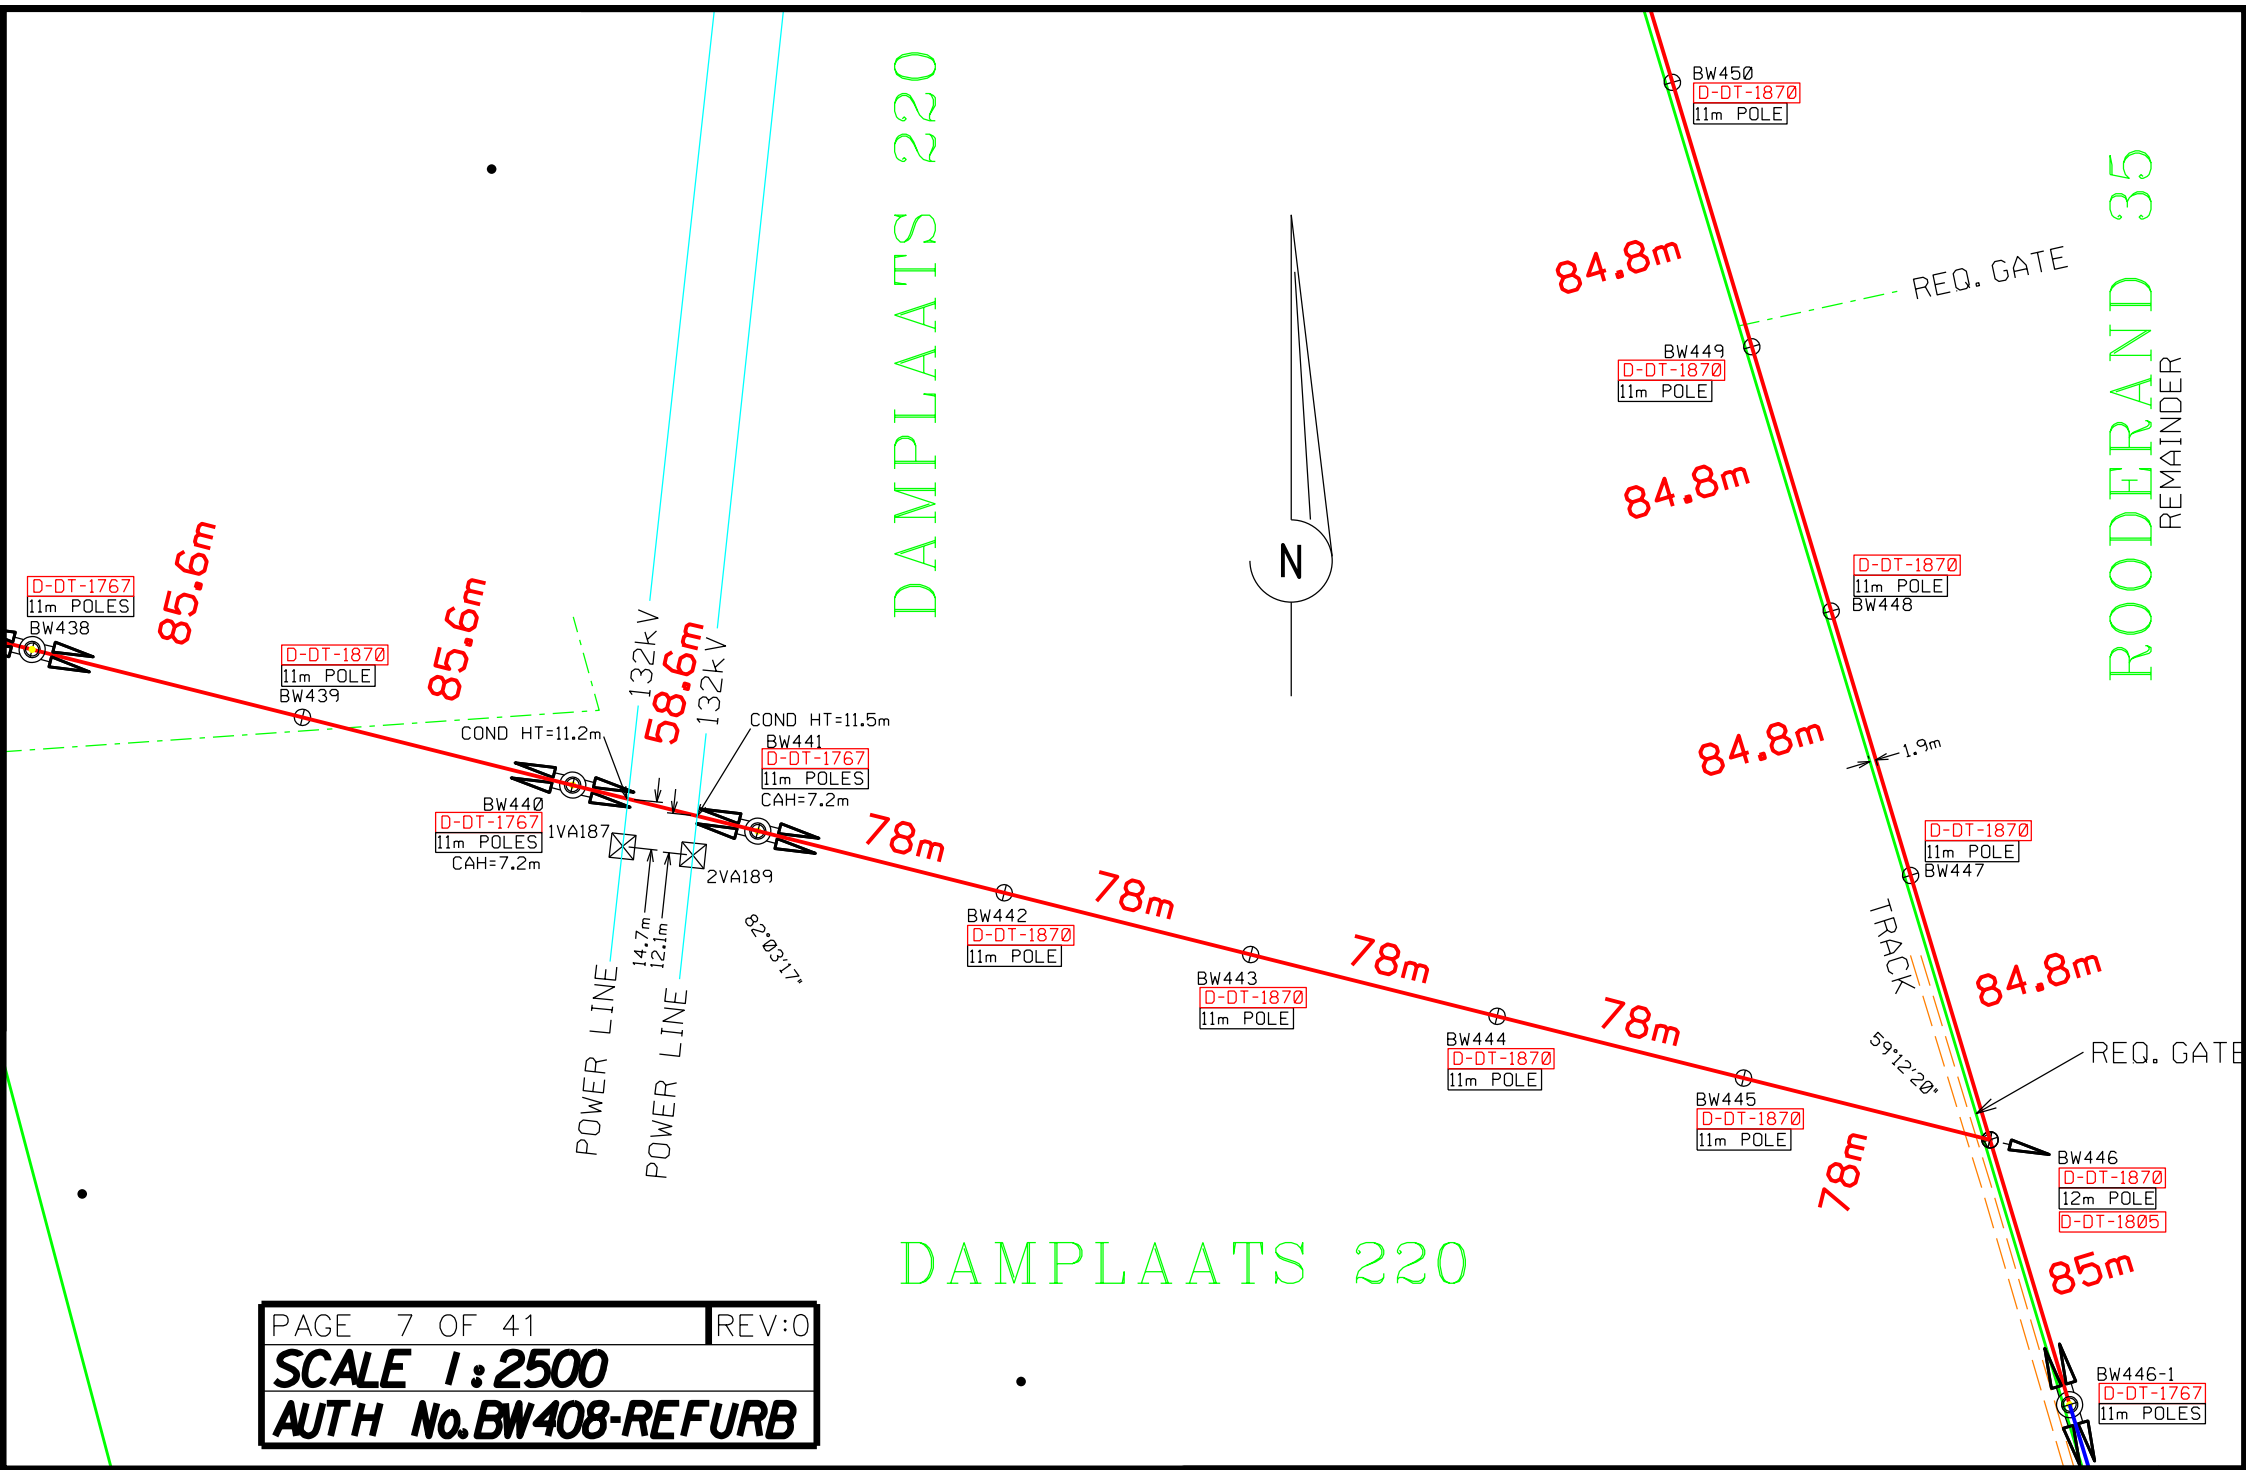 BW450
D-DT-1870
11m POLE
DAMPLAATS 220
84.8m
REQ. GATE
ROODERAND 35
REMAINDER
BW449
D-DT-1870
11m POLE
84.8m
N
D-DT-1870
11m POLE
BW448
85.6m
D-DT-1767
11m POLES
BW438
85.6m
D-DT-1870
11m POLE
BW439
132kV
58.6m
132kV
COND HT=11.2m
COND HT=11.5m
BW441
D-DT-1767
11m POLES
CAH=7.2m
BW440
D-DT-1767
11m POLES
CAH=7.2m
1VA187
2VA189
14.7m
12.1m
82°03'17"
POWER LINE
POWER LINE
84.8m
1.9m
D-DT-1870
11m POLE
BW447
78m
BW442
D-DT-1870
11m POLE
78m
BW443
D-DT-1870
11m POLE
78m
BW444
D-DT-1870
11m POLE
78m
BW445
D-DT-1870
11m POLE
78m
TRACK
84.8m
59°12'20"
REQ. GATE
BW446
D-DT-1870
12m POLE
D-DT-1805
85m
BW446-1
D-DT-1767
11m POLES
DAMPLAATS 220
PAGE 7 OF 41 REV:0
SCALE 1:2500
AUTH No.BW408-REFURB